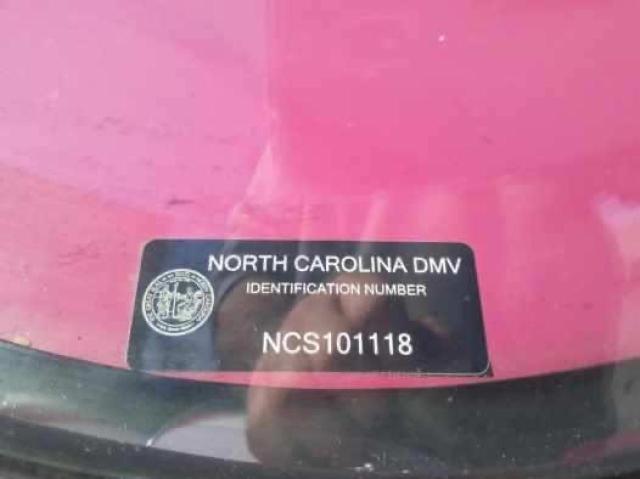 NORTH CAROLINA DMV
IDENTIFICATION NUMBER
NCS101118